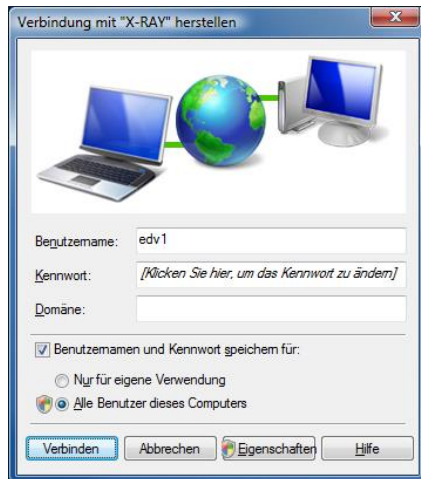 Verbindung mit "X-RAY" herstellen
Benutzername: edv1
Kennwort: [Klicken Sie hier, um das Kennwort zu ändern]
Domäne:
Benutzernamen und Kennwort speichern für:
Nur für eigene Verwendung
Alle Benutzer dieses Computers
Verbinden Abbrechen Eigenschaften Hilfe